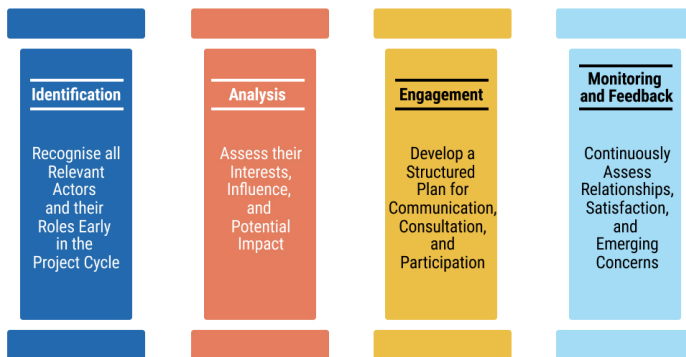 Identification
Recognise all
Relevant
Actors
and their
Roles Early
in the
Project Cycle
Analysis
Assess their
Interests,
Influence,
and
Potential
Impact
Engagement
Develop a
Structured
Plan for
Communication,
Consultation,
and
Participation
Monitoring
and Feedback
Continuously
Assess
Relationships,
Satisfaction,
and
Emerging
Concerns